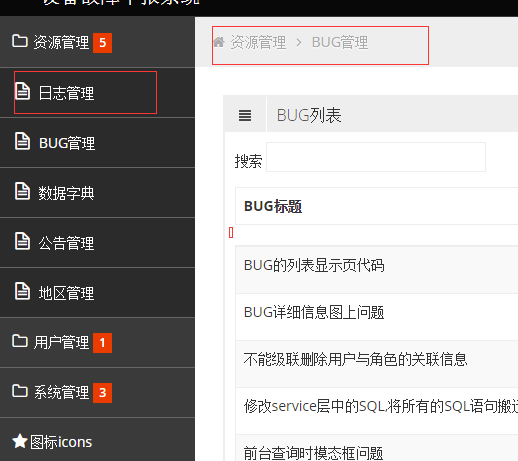 资源管理 5
日志管理
BUG管理
数据字典
公告管理
地区管理
用户管理 1
系统管理 3
图标icons
资源管理 > BUG管理
BUG列表
搜索
BUG标题
BUG的列表显示页代码
BUG详细信息图上问题
不能级联删除用户与角色的关联信息
修改service层中的SQL,将所有的SQL语句搬
前台查询时模态框问题